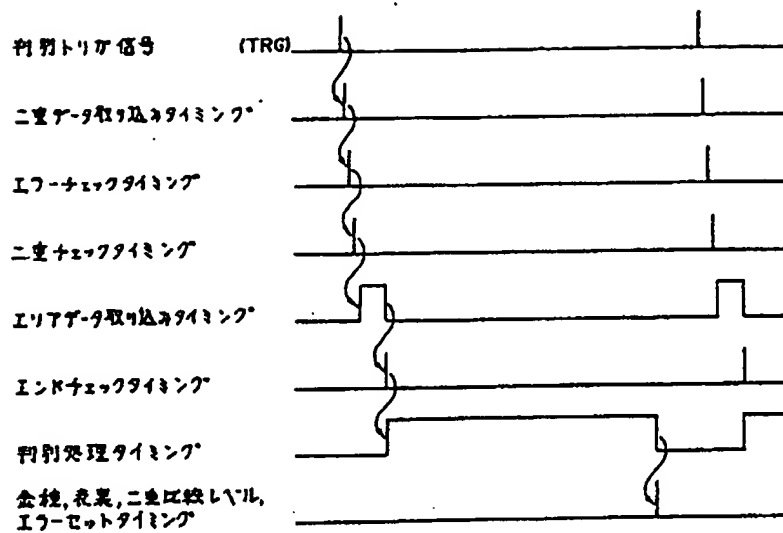 判別トリガ信号 (TRG)
二重データ取り込みタイミング
エラーチェックタイミング
二重チェックタイミング
エリアデータ取り込みタイミング
エンドチェックタイミング
判別処理タイミング
金種,表裏,二重比較レベル,
エラーセットタイミング